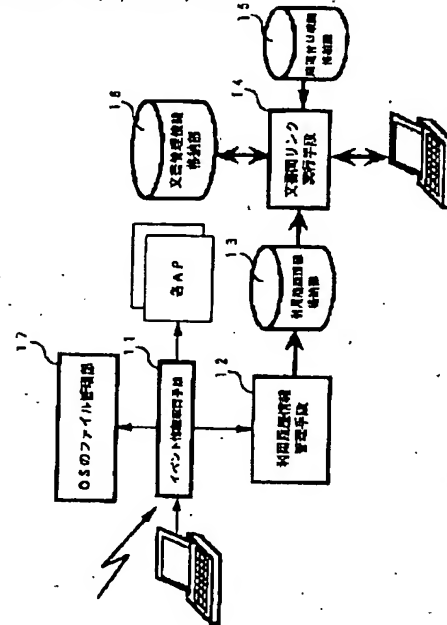 17
OSのファイル管理部
11
イベント情報取得手段
各AP
12
利用履歴情報
管理手段
13
利用履歴情報
格納部
16
文書管理情報
格納部
14
文書間リンク
実行手段
15
格納部